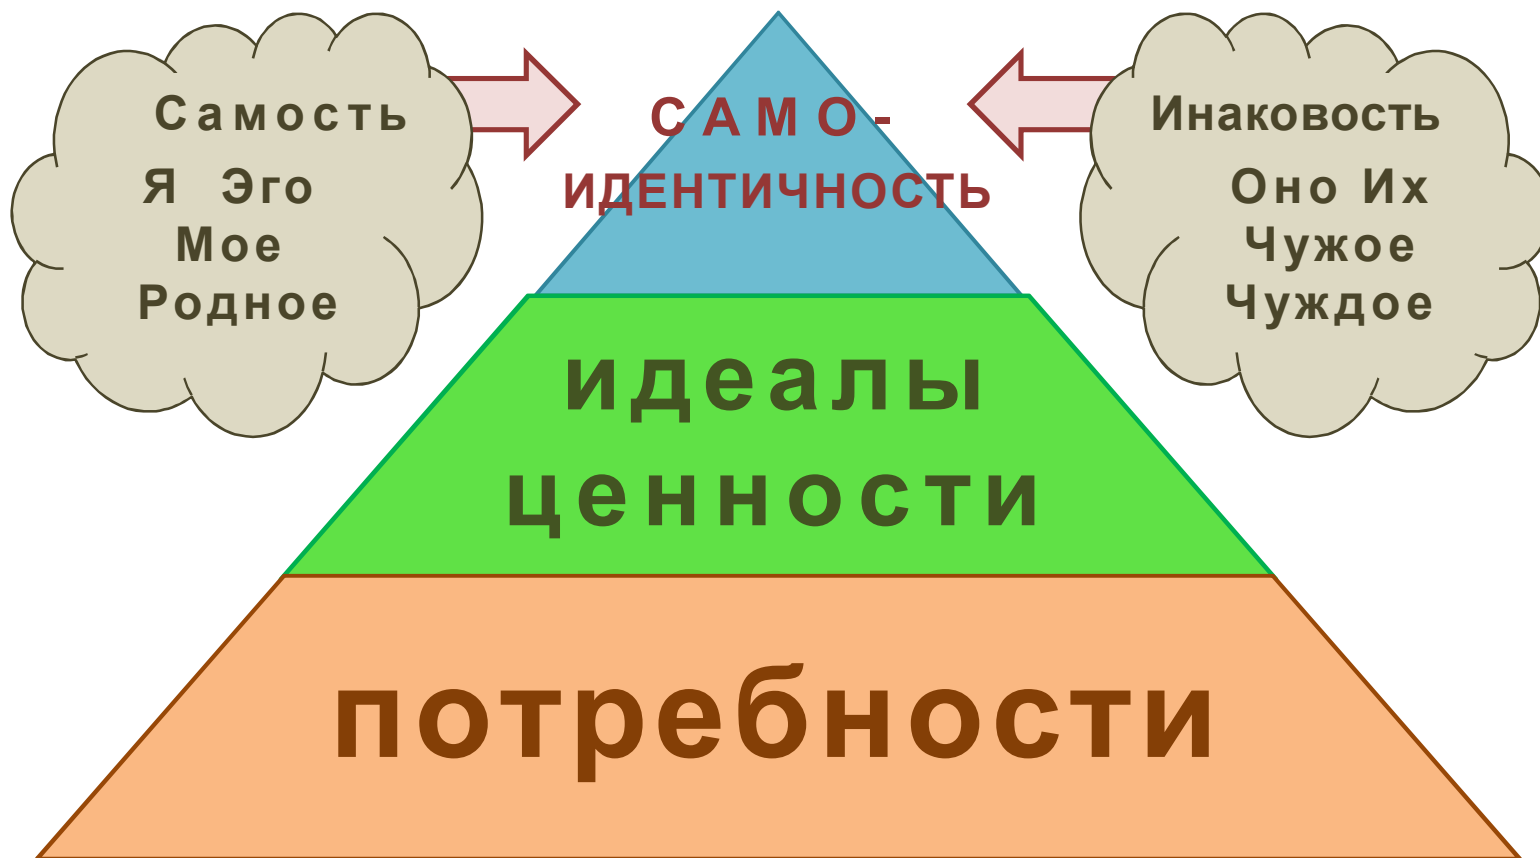 Самость
Я Эго
Мое
Родное
САМО-
ИДЕНТИЧНОСТЬ
Инаковость
Оно Их
Чужое
Чуждое
идеалы
ценности
потребности